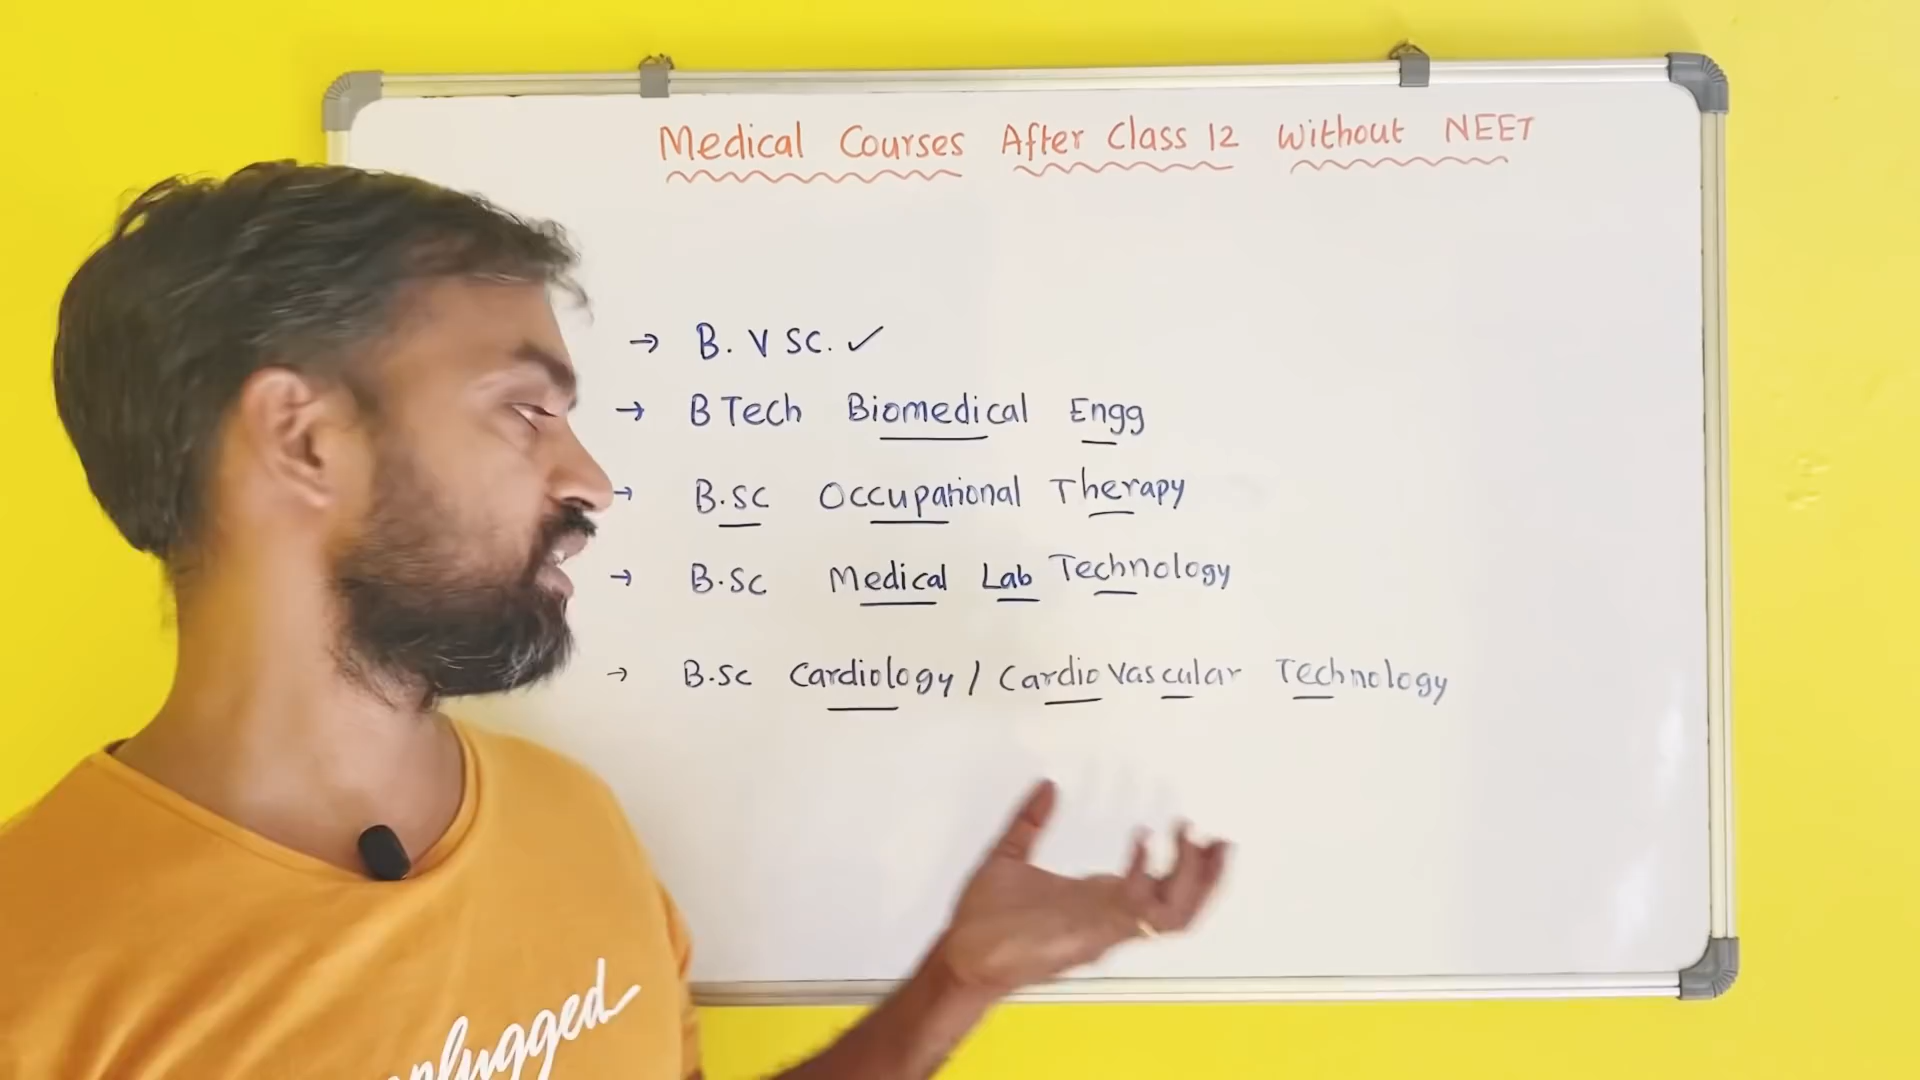 Medical Courses After Class 12 Without NEET
→ B. V SC. ✓
→ B Tech Biomedical Engg
→ B.SC Occupational Therapy
→ B.SC Medical Lab Technology
→ B.SC Cardiology / Cardio Vascular Technology